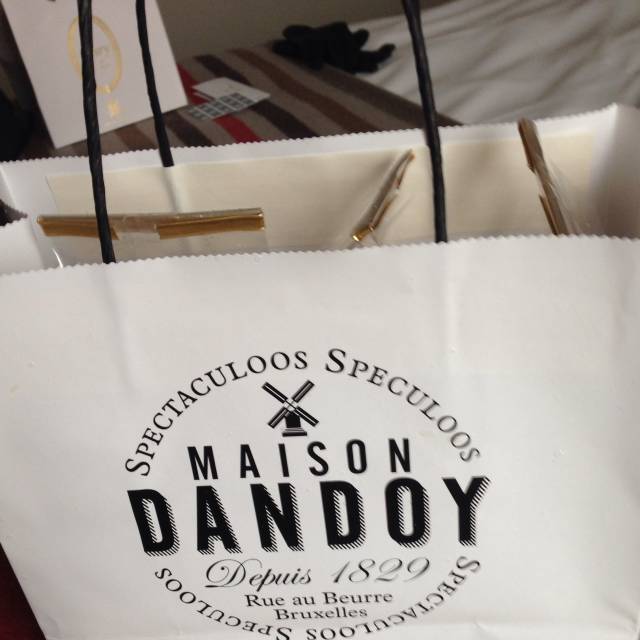 SPECTACULOOS SPECULOOS
MAISON
DANDOY
Depuis 1829
Rue au Beurre
Bruxelles
SPECTACULOOS SPECULOOS